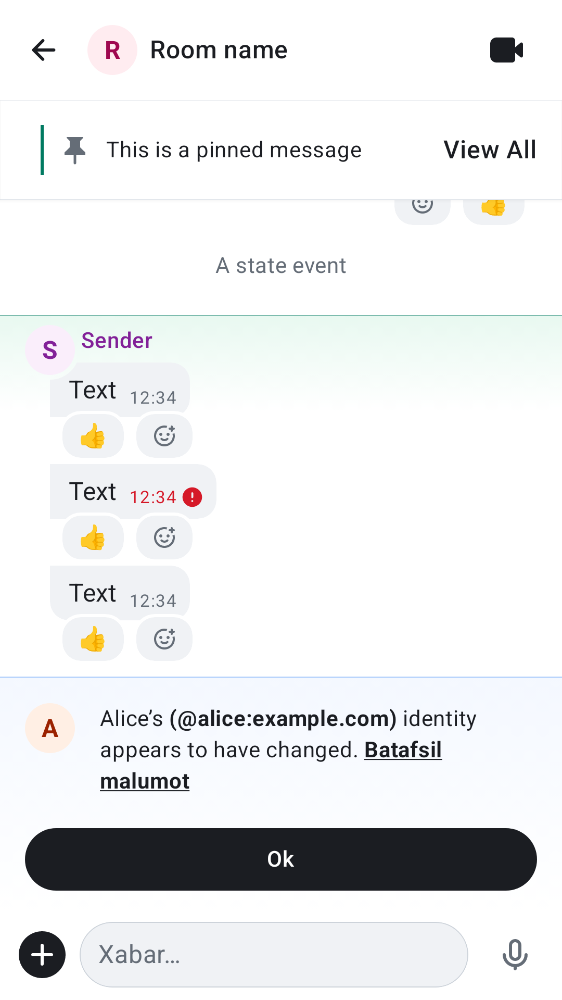 R Room name
This is a pinned message View All
👍
A state event
S Sender
Text 12:34
👍
Text 12:34
👍
Text 12:34
👍
A Alice’s (@alice:example.com) identity
appears to have changed. Batafsil
malumot
Ok
Xabar…